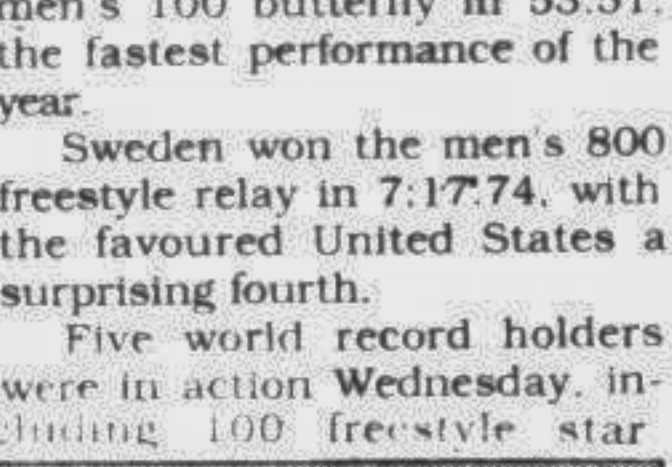 men's 100 butterfly in 53.51,
the fastest performance of the
year.
Sweden won the men's 800
freestyle relay in 7:17.74, with
the favoured United States a
surprising fourth.
Five world record holders
were in action Wednesday, in-
cluding 100 freestyle star